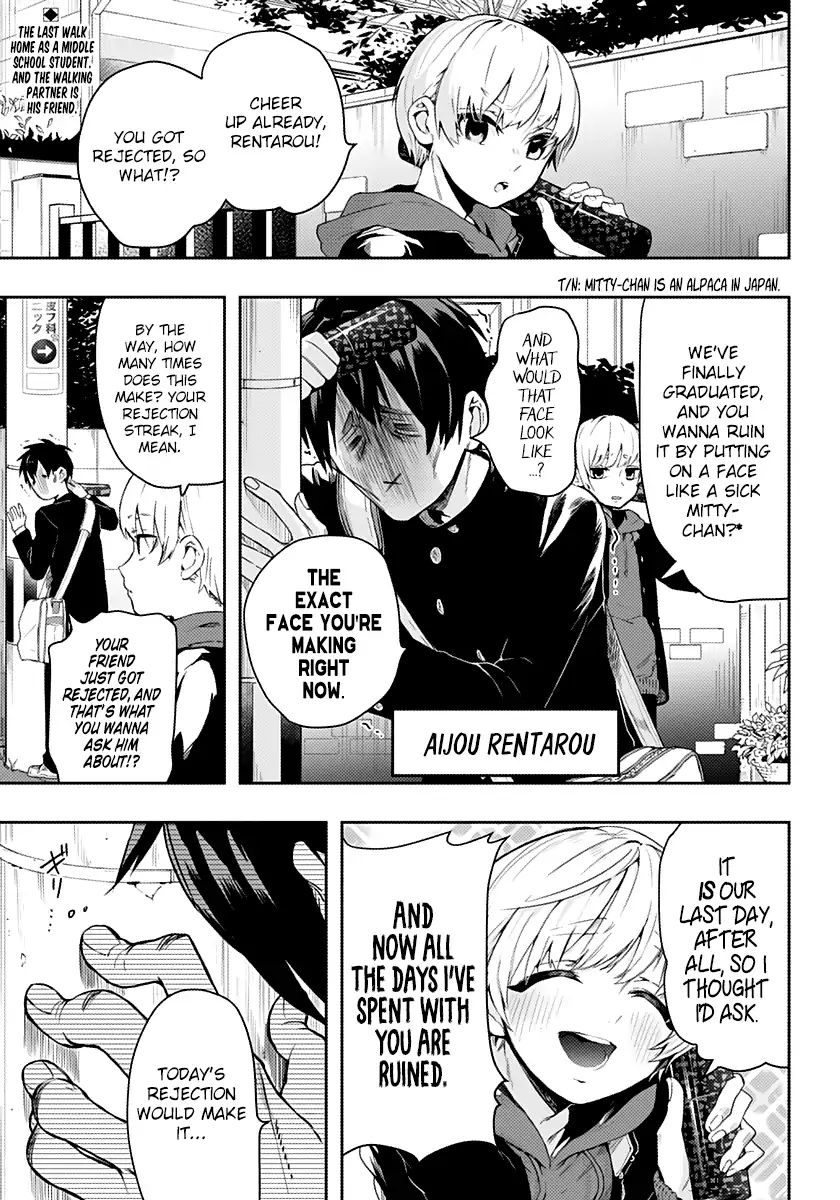 THE LAST WALK
HOME AS A MIDDLE
SCHOOL STUDENT.
AND THE WALKING
PARTNER IS
HIS FRIEND.
CHEER
UP ALREADY,
RENTAROU!
YOU GOT
REJECTED, SO
WHAT!?
T/N: MITTY-CHAN IS AN ALPACA IN JAPAN.
WE'VE
FINALLY
GRADUATED,
AND YOU
WANNA RUIN
IT BY PUTTING
ON A FACE
LIKE A SICK
MITTY-
CHAN?*
AND
WHAT
WOULD
THAT
FACE
LOOK
LIKE
...?
THE
EXACT
FACE YOU'RE
MAKING
RIGHT
NOW.
AIJOU RENTAROU
皮フ科
ニック
BY THE
WAY, HOW
MANY TIMES
DOES THIS
MAKE? YOUR
REJECTION
STREAK, I
MEAN.
YOUR
FRIEND
JUST GOT
REJECTED, AND
THAT'S WHAT
YOU WANNA
ASK HIM
ABOUT!?
IT
IS OUR
LAST DAY,
AFTER
ALL, SO I
THOUGHT
I'D ASK.
AND
NOW ALL
THE DAYS I'VE
SPENT WITH
YOU ARE
RUINED.
TODAY'S
REJECTION
WOULD MAKE
IT...